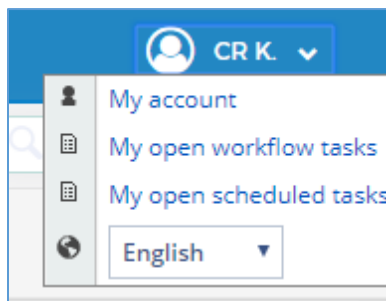 CR K.
My account
My open workflow tasks
My open scheduled tasks
English